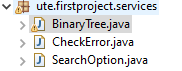 ute.firstproject.services
BinaryTree.java
CheckError.java
SearchOption.java